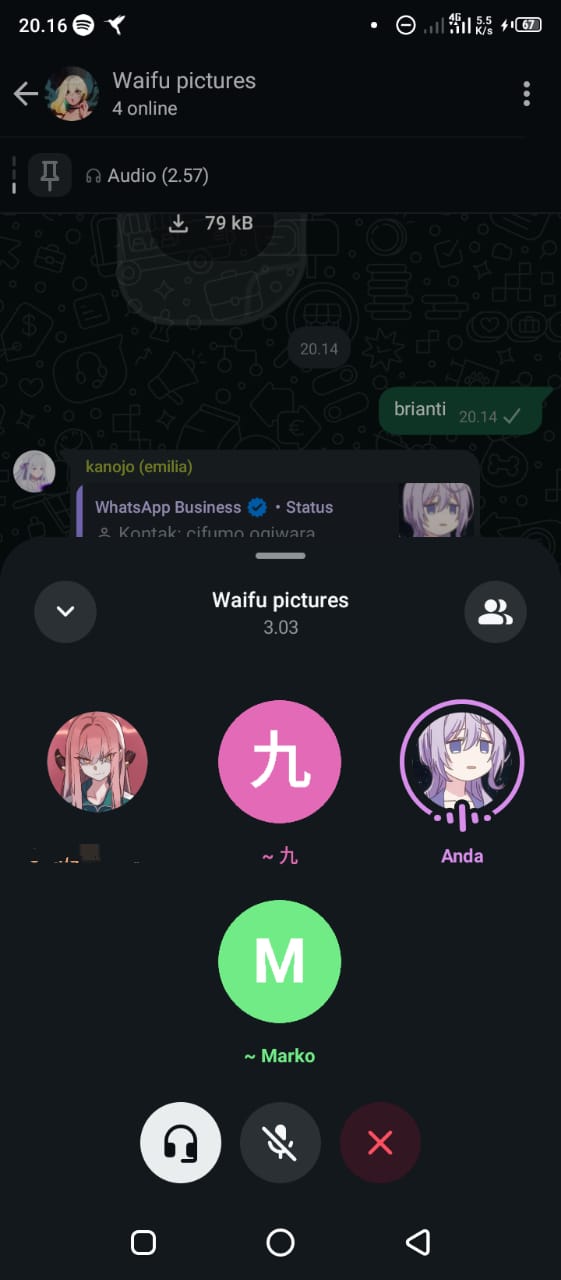 20.16
4G
5.5
K/s
67
Waifu pictures
4 online
Audio (2.57)
79 kB
20.14
brianti 20.14
kanojo (emilia)
WhatsApp Business • Status
Kontak: cifumo ogiwara
Waifu pictures
3.03
九
~ 九
Anda
M
~ Marko